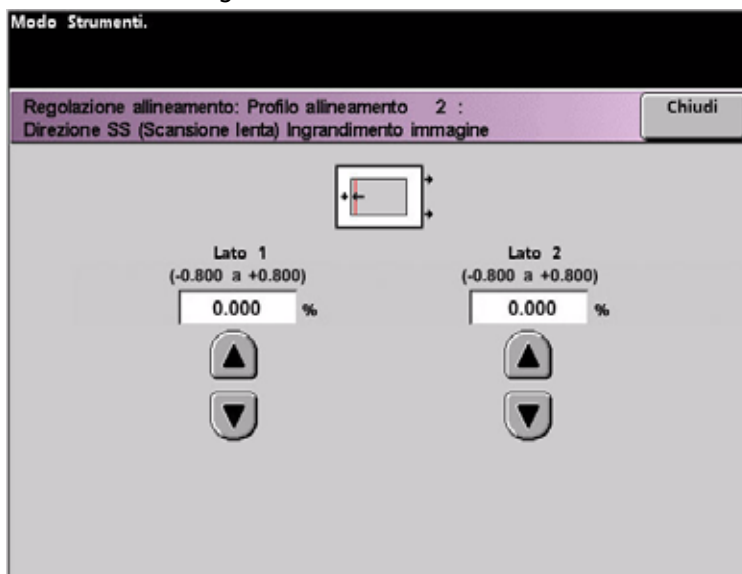 Modo Strumenti.
Regolazione allineamento: Profilo allineamento 2 :
Direzione SS (Scansione lenta) Ingrandimento immagine
Chiudi
Lato 1
(-0.800 a +0.800)
0.000 %
Lato 2
(-0.800 a +0.800)
0.000 %